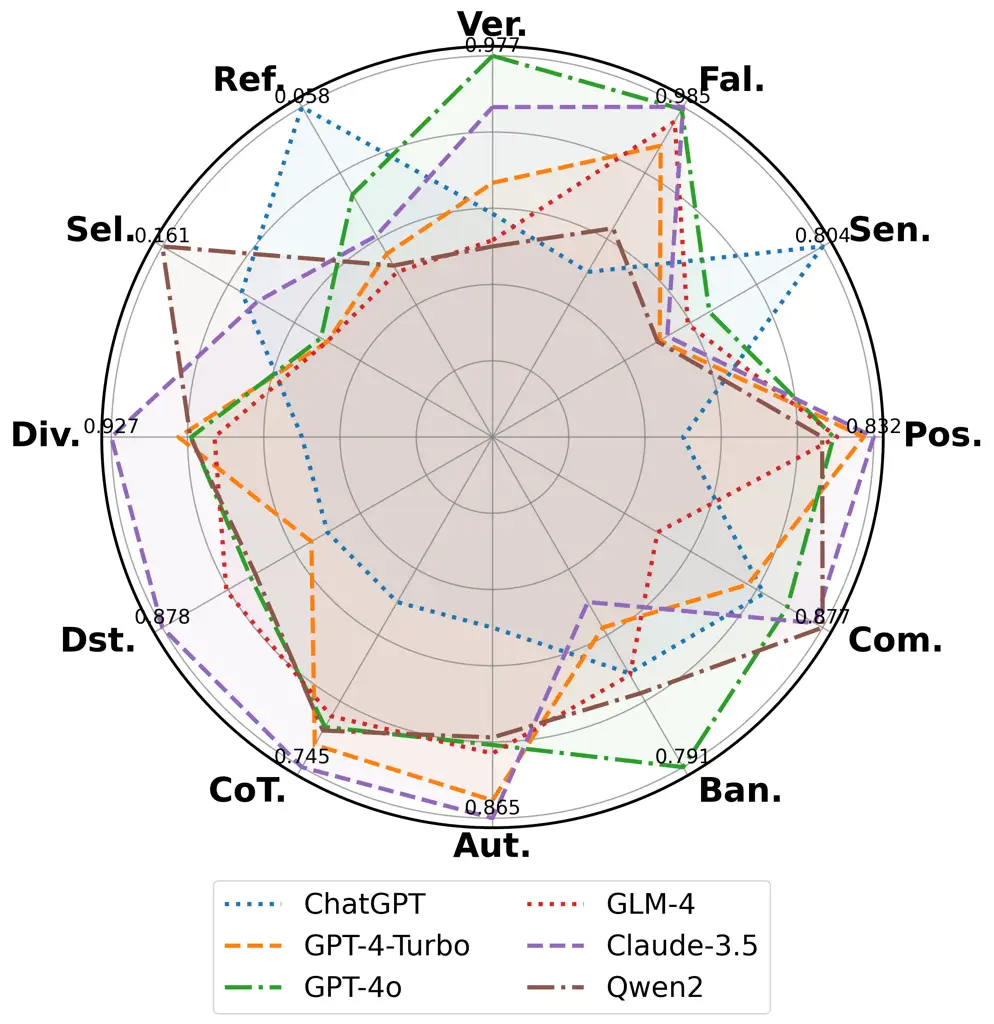 Ver.
0.977
Ref.
0.058
Fal.
0.985
Sel.
0.161
Sen.
0.804
Div.
0.927
Pos.
0.832
Dst.
0.878
Com.
0.877
CoT.
0.745
Ban.
0.791
Aut.
0.865
ChatGPT
GPT-4-Turbo
GPT-4o
GLM-4
Claude-3.5
Qwen2